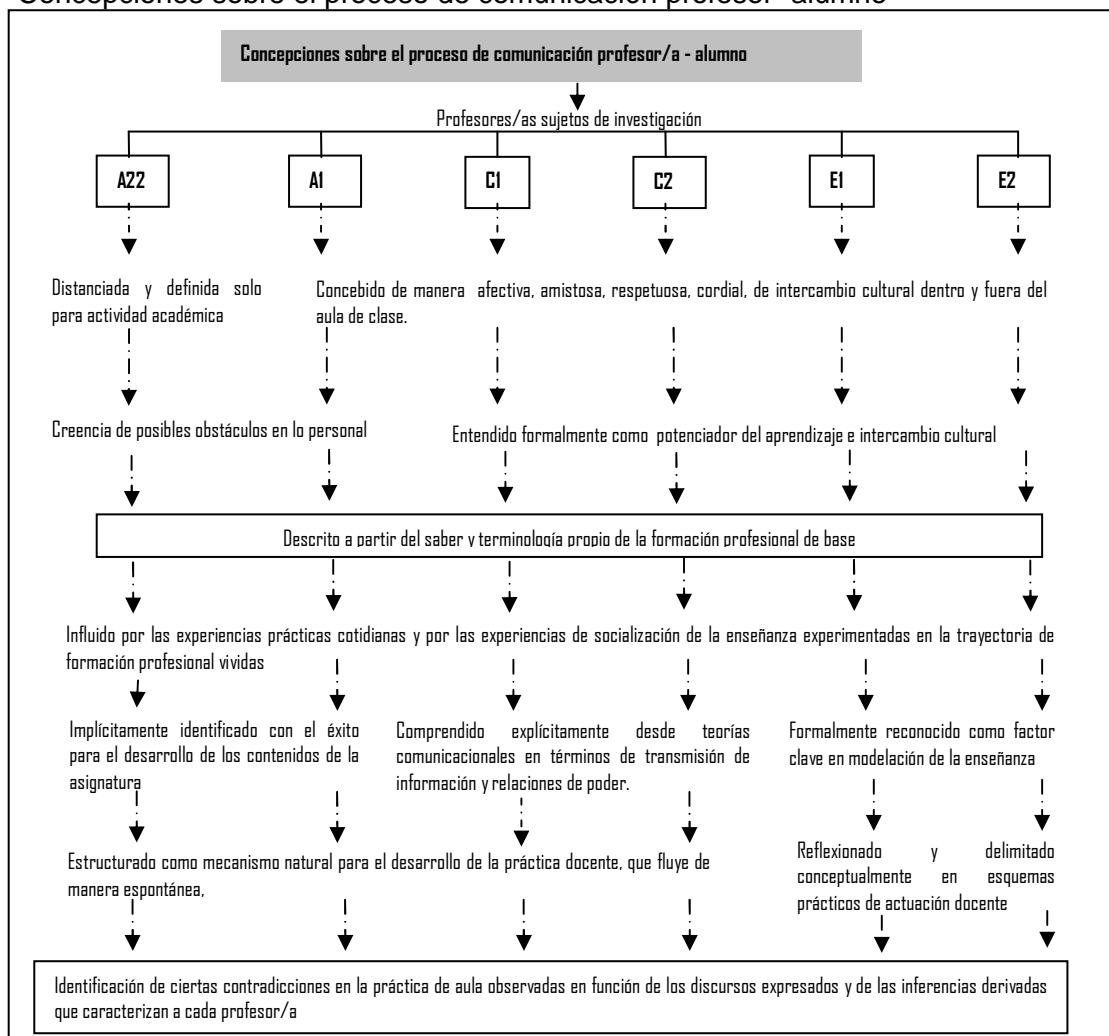 Concepciones sobre el proceso de comunicación profesor- alumno
Concepciones sobre el proceso de comunicación profesor/a - alumno
Profesores/as sujetos de investigación
A22 A1 C1 C2 E1 E2
Distanciada y definida solo
para actividad académica
Concebido de manera afectiva, amistosa, respetuosa, cordial, de intercambio cultural dentro y fuera del
aula de clase.
Creencia de posibles obstáculos en lo personal
Entendido formalmente como potenciador del aprendizaje e intercambio cultural
Descrito a partir del saber y terminología propio de la formación profesional de base
Influido por las experiencias prácticas cotidianas y por las experiencias de socialización de la enseñanza experimentadas en la trayectoria de
formación profesional vividas
Implícitamente identificado con el éxito
para el desarrollo de los contenidos de la
asignatura
Comprendido explícitamente desde teorías
comunicacionales en términos de transmisión de
información y relaciones de poder.
Formalmente reconocido como factor
clave en modelación de la enseñanza
Estructurado como mecanismo natural para el desarrollo de la práctica docente, que fluye de
manera espontánea,
Reflexionado y delimitado
conceptualmente en esquemas
prácticos de actuación docente
Identificación de ciertas contradicciones en la práctica de aula observadas en función de los discursos expresados y de las inferencias derivadas
que caracterizan a cada profesor/a